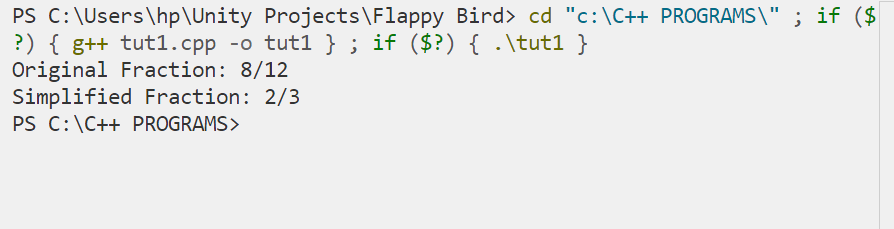 PS C:\Users\hp\Unity Projects\Flappy Bird> cd "c:\C++ PROGRAMS\" ; if ($
?) { g++ tut1.cpp -o tut1 } ; if ($?) { .\tut1 }
Original Fraction: 8/12
Simplified Fraction: 2/3
PS C:\C++ PROGRAMS>